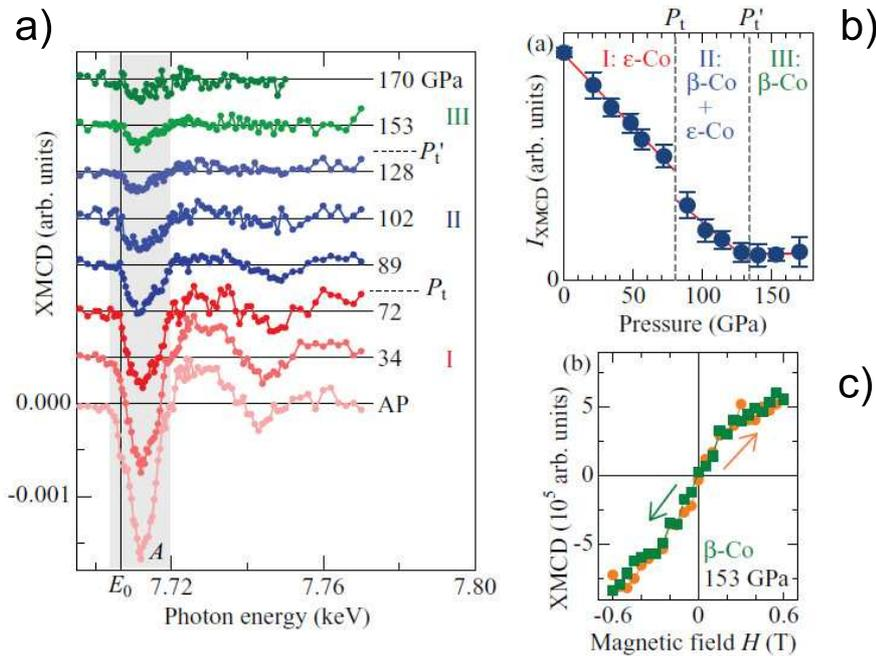 a)
170 GPa
153
III
Pt'
128
102
II
89
Pt
72
34
I
0.000
AP
-0.001
A
E0
7.72
7.76
7.80
Photon energy (keV)
XMCD (arb. units)
b)
Pt
Pt'
(a)
I: ε-Co
II:
β-Co
+
ε-Co
III:
β-Co
IXMCD (arb. units)
0
0
50
100
150
Pressure (GPa)
c)
(b)
5
0
-5
XMCD (10⁵ arb. units)
β-Co
153 GPa
-0.6
0
0.6
Magnetic field H (T)